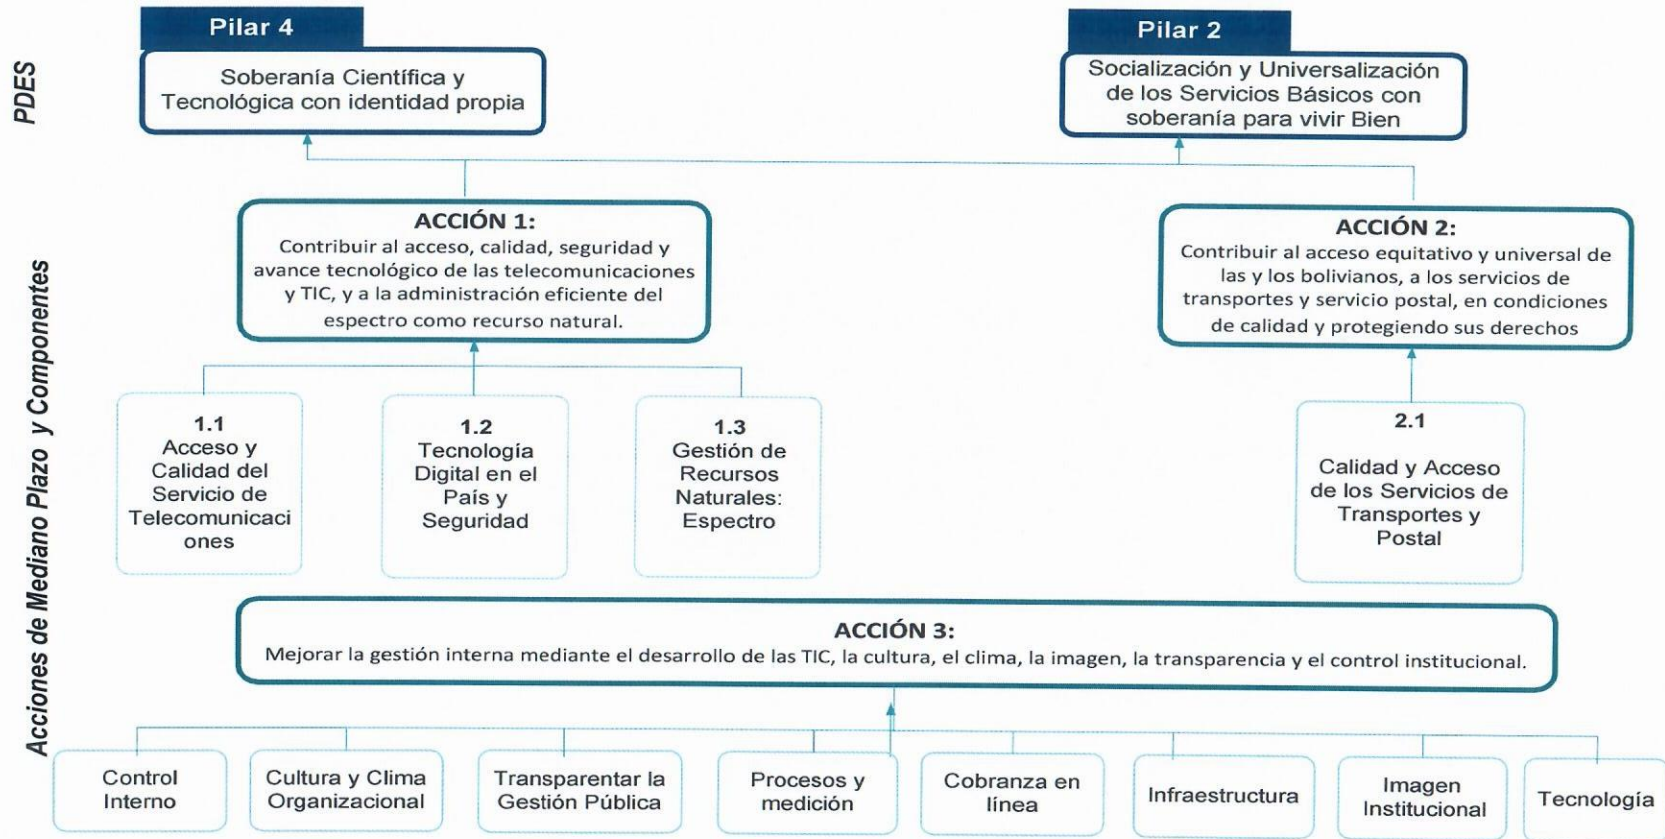 PDES
Pilar 4
Soberanía Científica y
Tecnológica con identidad propia
Pilar 2
Socialización y Universalización
de los Servicios Básicos con
soberanía para vivir Bien
Acciones de Mediano Plazo y Componentes
ACCIÓN 1:
Contribuir al acceso, calidad, seguridad y
avance tecnológico de las telecomunicaciones
y TIC, y a la administración eficiente del
espectro como recurso natural.
ACCIÓN 2:
Contribuir al acceso equitativo y universal de
las y los bolivianos, a los servicios de
transportes y servicio postal, en condiciones
de calidad y protegiendo sus derechos
1.1
Acceso y
Calidad del
Servicio de
Telecomunicaci
ones
1.2
Tecnología
Digital en el
País y
Seguridad
1.3
Gestión de
Recursos
Naturales:
Espectro
2.1
Calidad y Acceso
de los Servicios de
Transportes y
Postal
ACCIÓN 3:
Mejorar la gestión interna mediante el desarrollo de las TIC, la cultura, el clima, la imagen, la transparencia y el control institucional.
Control
Interno
Cultura y Clima
Organizacional
Transparentar la
Gestión Pública
Procesos y
medición
Cobranza en
línea
Infraestructura
Imagen
Institucional
Tecnología